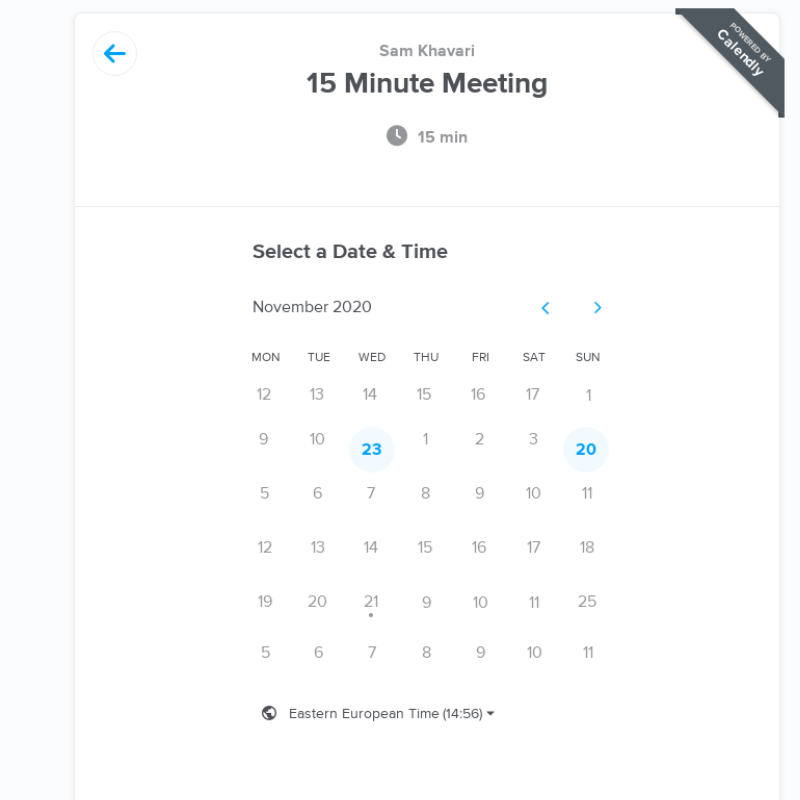 POWERED BY
Calendly
Sam Khavari
15 Minute Meeting
15 min
Select a Date & Time
November 2020
MON TUE WED THU FRI SAT SUN
12 13 14 15 16 17 1
9 10 23 1 2 3 20
5 6 7 8 9 10 11
12 13 14 15 16 17 18
19 20 21 9 10 11 25
5 6 7 8 9 10 11
Eastern European Time (14:56)